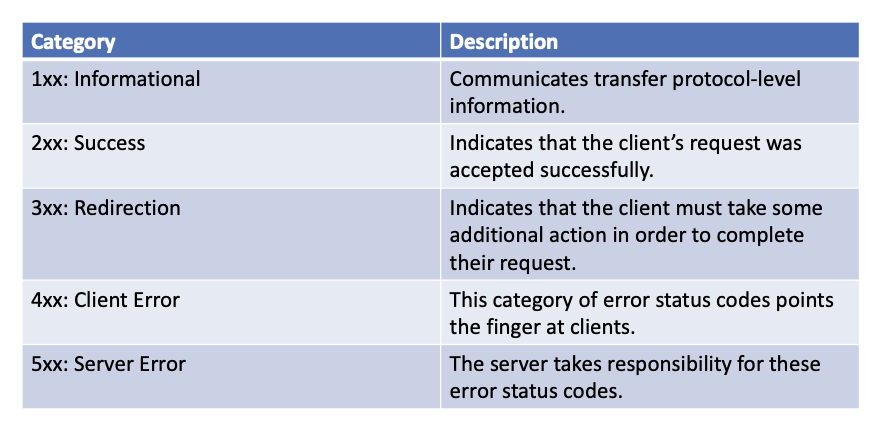 Category
Description
1xx: Informational
Communicates transfer protocol-level
information.
2xx: Success
Indicates that the client’s request was
accepted successfully.
3xx: Redirection
Indicates that the client must take some
additional action in order to complete
their request.
4xx: Client Error
This category of error status codes points
the finger at clients.
5xx: Server Error
The server takes responsibility for these
error status codes.